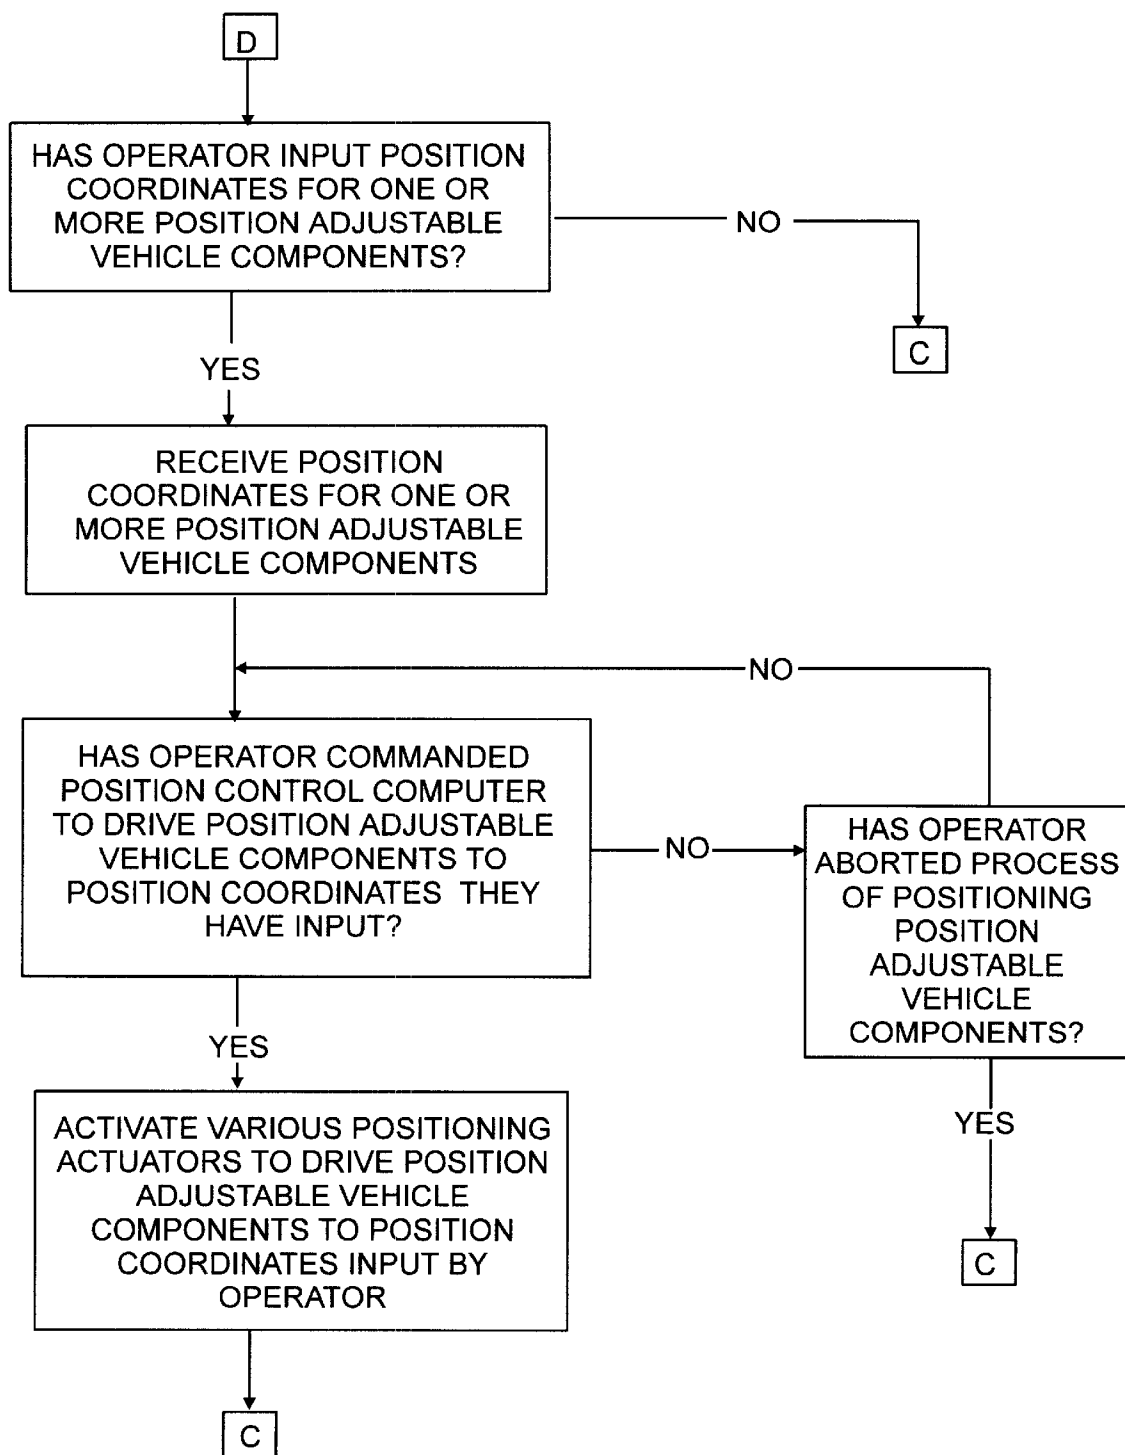 D
HAS OPERATOR INPUT POSITION
COORDINATES FOR ONE OR
MORE POSITION ADJUSTABLE
VEHICLE COMPONENTS?
NO
C
YES
RECEIVE POSITION
COORDINATES FOR ONE OR
MORE POSITION ADJUSTABLE
VEHICLE COMPONENTS
NO
HAS OPERATOR COMMANDED
POSITION CONTROL COMPUTER
TO DRIVE POSITION ADJUSTABLE
VEHICLE COMPONENTS TO
POSITION COORDINATES THEY
HAVE INPUT?
NO
HAS OPERATOR
ABORTED PROCESS
OF POSITIONING
POSITION
ADJUSTABLE
VEHICLE
COMPONENTS?
YES
C
YES
ACTIVATE VARIOUS POSITIONING
ACTUATORS TO DRIVE POSITION
ADJUSTABLE VEHICLE
COMPONENTS TO POSITION
COORDINATES INPUT BY
OPERATOR
C